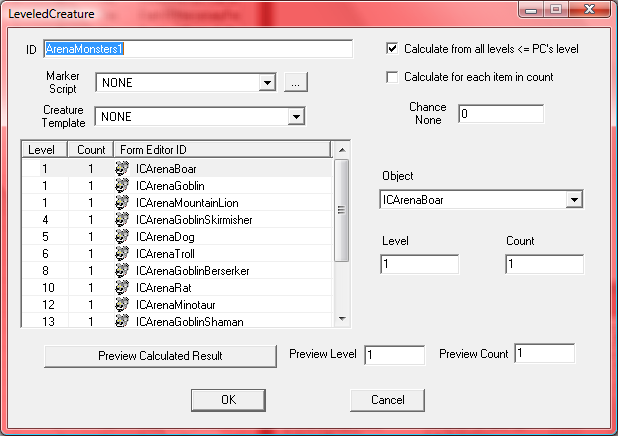 LeveledCreature
ID ArenaMonsters1
Calculate from all levels <= PC's level
Marker Script NONE ...
Calculate for each item in count
Creature Template NONE
Chance None 0
Level Count Form Editor ID
1 1 ICArenaBoar
1 1 ICArenaGoblin
1 1 ICArenaMountainLion
4 1 ICArenaGoblinSkirmisher
5 1 ICArenaDog
6 1 ICArenaTroll
8 1 ICArenaGoblinBerserker
10 1 ICArenaRat
12 1 ICArenaMinotaur
13 1 ICArenaGoblinShaman
Object
ICArenaBoar
Level Count
1 1
Preview Calculated Result Preview Level 1 Preview Count 1
OK Cancel